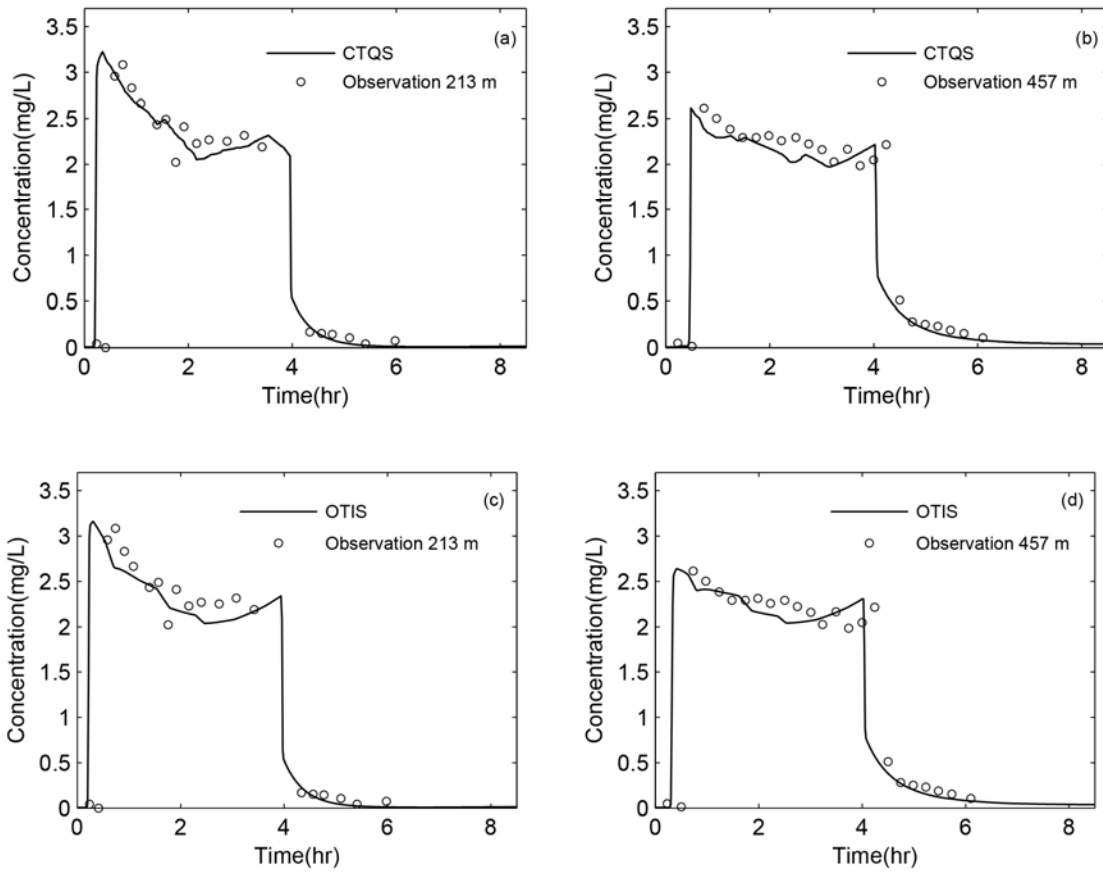 (a)
CTQS
Observation 213 m
Concentration(mg/L)
3.5
3
2.5
2
1.5
1
0.5
0
0 2 4 6 8
Time(hr)
(b)
CTQS
Observation 457 m
Concentration(mg/L)
3.5
3
2.5
2
1.5
1
0.5
0
0 2 4 6 8
Time(hr)
(c)
OTIS
Observation 213 m
Concentration(mg/L)
3.5
3
2.5
2
1.5
1
0.5
0
0 2 4 6 8
Time(hr)
(d)
OTIS
Observation 457 m
Concentration(mg/L)
3.5
3
2.5
2
1.5
1
0.5
0
0 2 4 6 8
Time(hr)